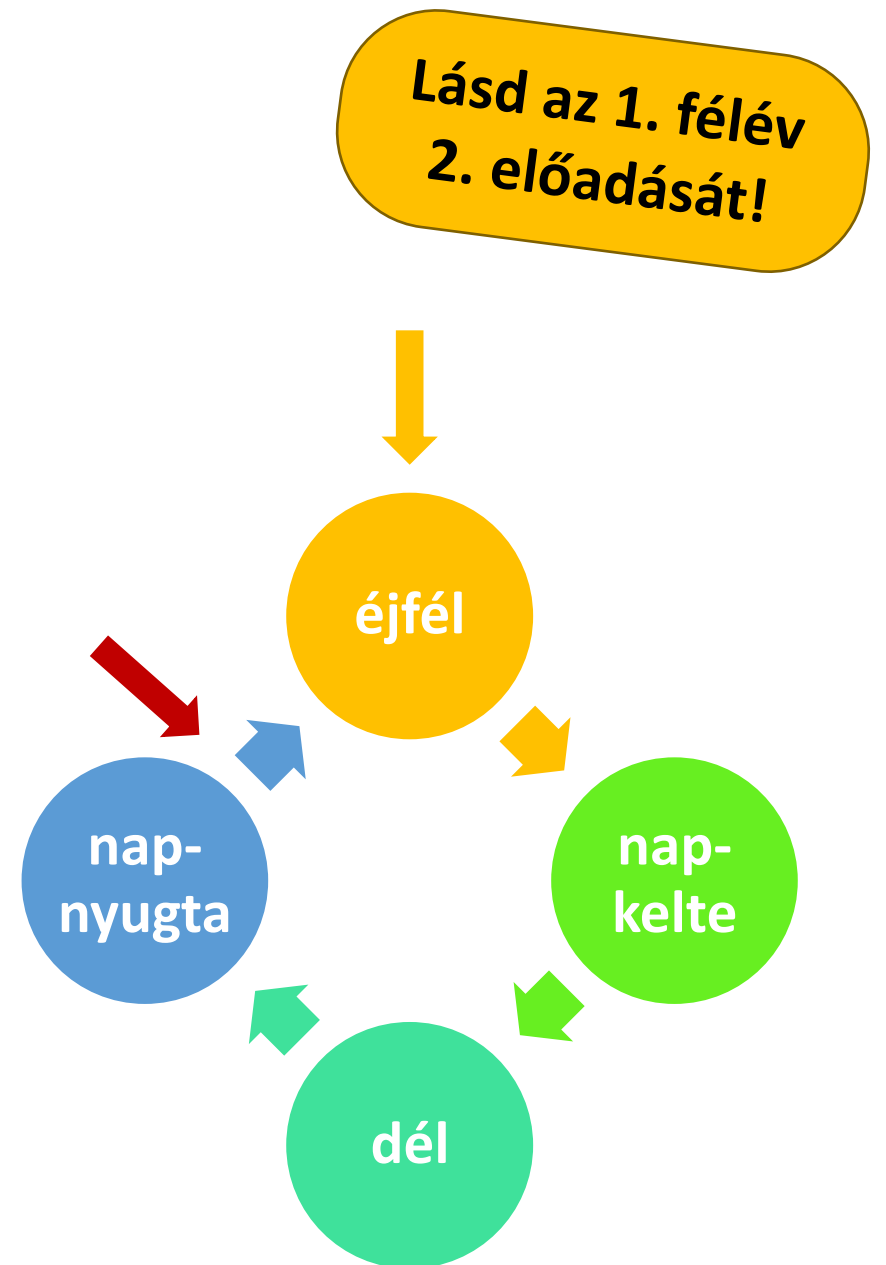 Lásd az 1. félév
2. előadását!
éjfél
nap-
nyugta
nap-
kelte
dél